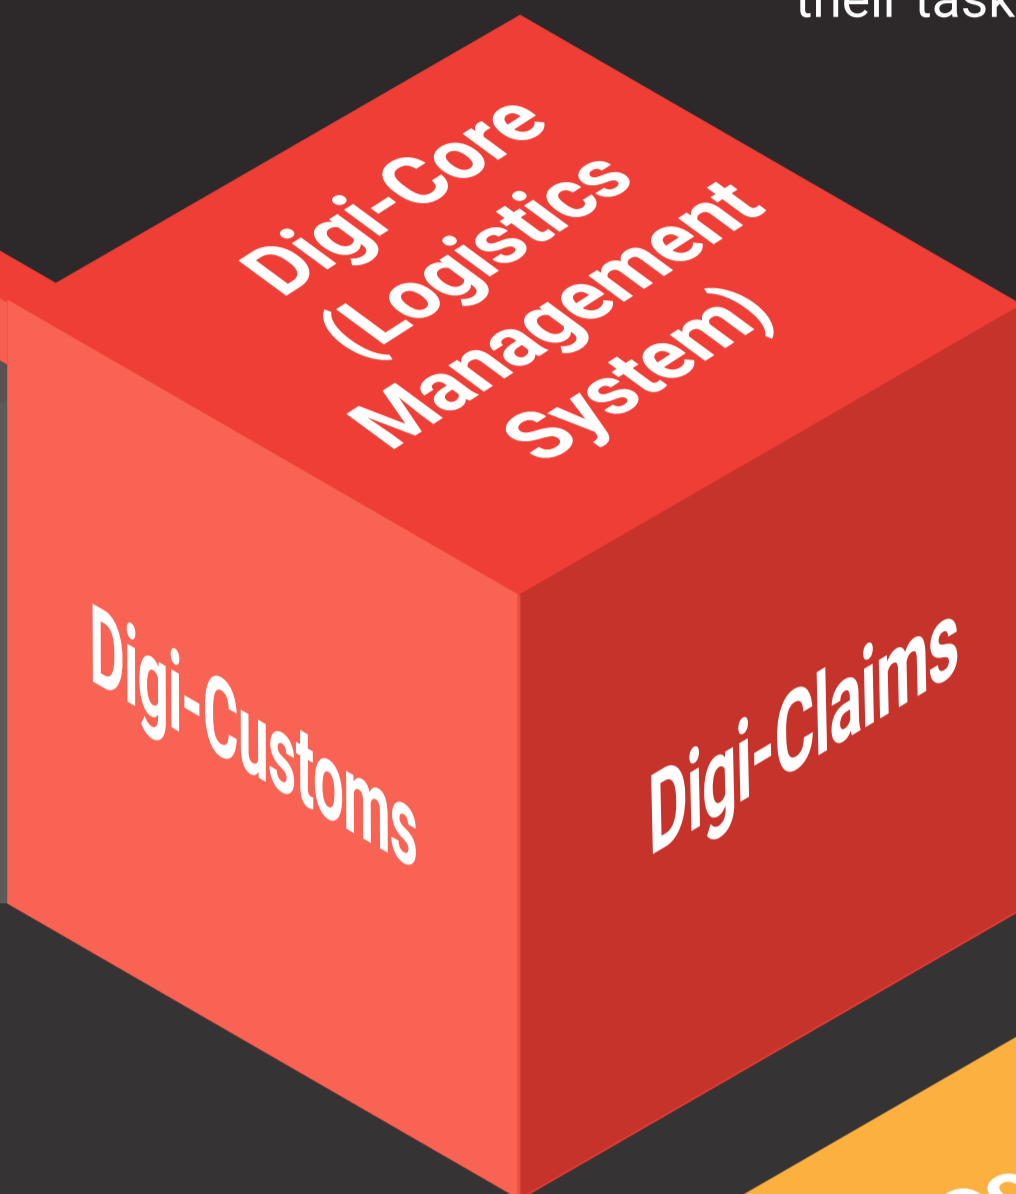 their task
Digi-Core
(Logistics
Management
System)
Digi-Customs
Digi-Claims